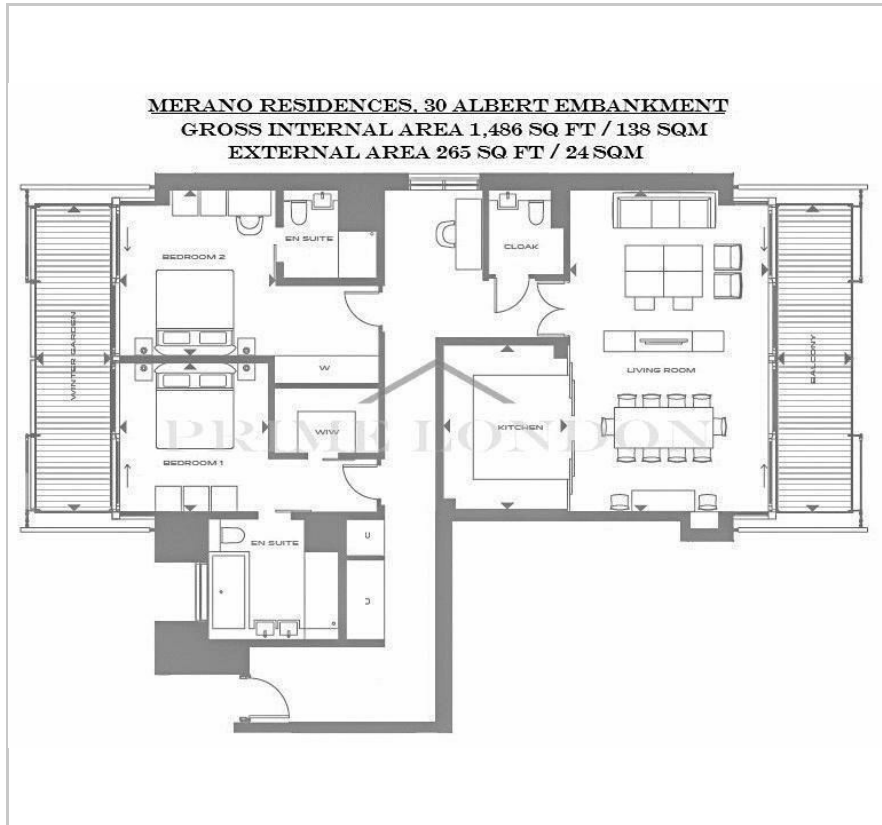 MERANO RESIDENCES, 30 ALBERT EMBANKMENT
GROSS INTERNAL AREA 1,486 SQ FT / 138 SQM
EXTERNAL AREA 265 SQ FT / 24 SQM
EN SUITE
CLOAK
BEDROOM 2
WINTER GARDEN
BALCONY
W
LIVING ROOM
WIW
KITCHEN
PRIME LONDON
BEDROOM 1
U
EN SUITE
U